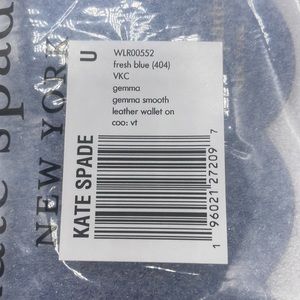 U
WLR00552
fresh blue (404)
VKC
gemma
gemma smooth
leather wallet on
coo: vt
KATE SPADE
1 96021 27209 7
ate spad
NEW YORK